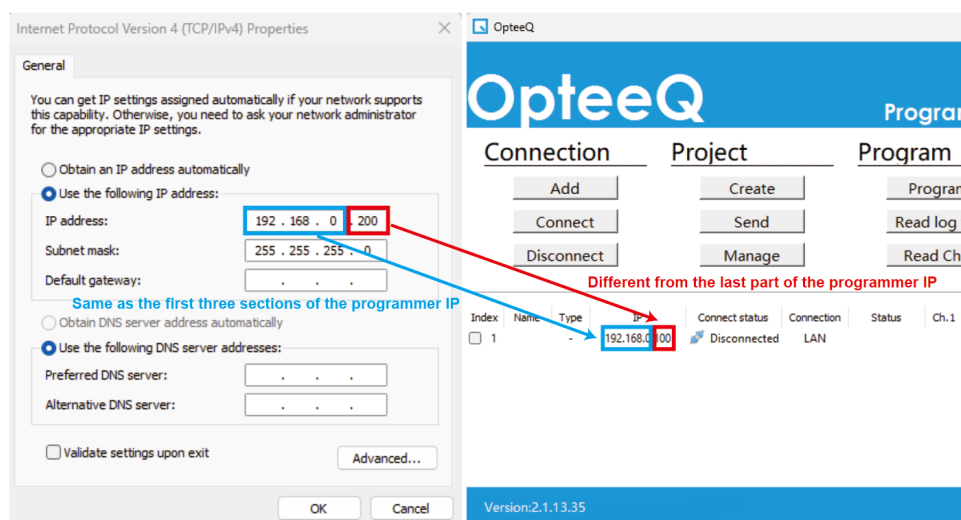 Internet Protocol Version 4 (TCP/IPv4) Properties
General
You can get IP settings assigned automatically if your network supports
this capability. Otherwise, you need to ask your network administrator
for the appropriate IP settings.
Obtain an IP address automatically
Use the following IP address:
IP address: 192 . 168 . 0 . 200
Subnet mask: 255 . 255 . 255 . 0
Default gateway: . . .
Same as the first three sections of the programmer IP
Obtain DNS server address automatically
Use the following DNS server addresses:
Preferred DNS server: . . .
Alternative DNS server: . . .
Validate settings upon exit
Advanced...
OK Cancel
OpteeQ
OpteeQ
Program
Connection Project Program
Add Create Program
Connect Send Read log
Disconnect Manage Read Ch
Different from the last part of the programmer IP
Index Name Type IP Connect status Connection Status Ch.1
1 - 192.168.0.100 Disconnected LAN
Version:2.1.13.35